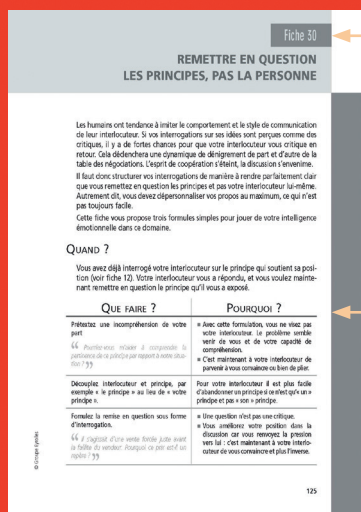 Fiche 30
REMETTRE EN QUESTION
LES PRINCIPES, PAS LA PERSONNE
Les humains ont tendance à imiter le comportement et le style de communication
de leur interlocuteur. Si vos interrogations sur ses idées sont perçues comme des
critiques, il y a de fortes chances pour que votre interlocuteur vous critique en
retour. Cela déclenchera une dynamique de dénigrement de part et d'autre de la
table des négociations. L'esprit de coopération s'éteint, la discussion s'envenime.
Il faut donc structurer vos interrogations de manière à rendre parfaitement clair
que vous remettez en question les principes et pas votre interlocuteur lui-même.
Autrement dit, vous devez dépersonnaliser vos propos au maximum, ce qui n'est
pas toujours facile.
Cette fiche vous propose trois formules simples pour jouer de votre intelligence
émotionnelle dans ce domaine.
QUAND ?
Vous avez déjà interrogé votre interlocuteur sur le principe qui soutient sa posi-
tion (voir fiche 12). Votre interlocuteur vous a répondu, et vous voulez mainte-
nant remettre en question le principe qu'il vous a exposé.
QUE FAIRE ?
POURQUOI ?
Prétextez une incompréhension de votre
part
“ Pourriez-vous m'aider à comprendre la
pertinence de ce principe par rapport à notre situa-
tion ? ”
■ Avec cette formulation, vous ne visez pas
votre interlocuteur. Le problème semble
venir de vous et de votre capacité de
compréhension.
■ C'est maintenant à votre interlocuteur de
parvenir à vous convaincre ou bien de plier.
Découplez interlocuteur et principe, par
exemple « le principe » au lieu de « votre
principe ».
Pour votre interlocuteur il est plus facile
d'abandonner un principe si ce n'est qu'« un »
principe et pas « son » principe.
Formulez la remise en question sous forme
d'interrogation.
“ Il s'agissait d'une vente forcée juste avant
la faillite du vendeur. Pourquoi ce prix est-il un
repère ? ”
■ Une question n'est pas une critique.
■ Vous améliorez votre position dans la
discussion car vous renvoyez la pression
vers lui : c'est maintenant à votre interlo-
cuteur de vous convaincre et plus l'inverse.
© Groupe Eyrolles
125